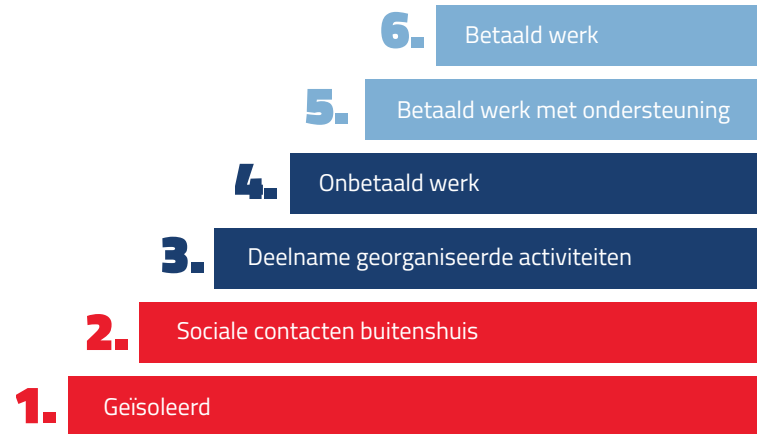 6. Betaald werk
5. Betaald werk met ondersteuning
4. Onbetaald werk
3. Deelname georganiseerde activiteiten
2. Sociale contacten buitenshuis
1. Geïsoleerd